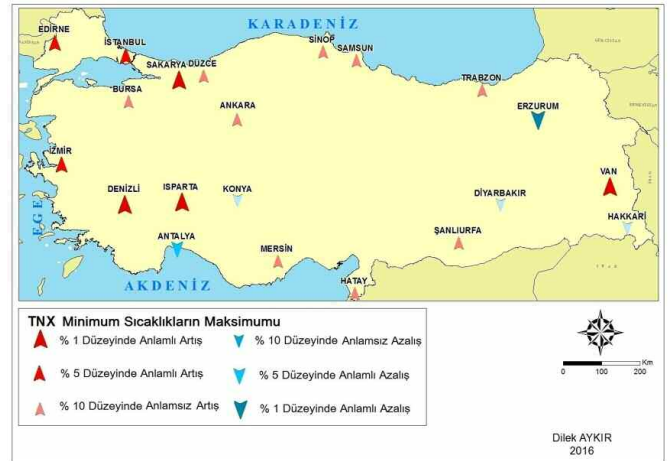 KARADENİZ
EDİRNE
İSTANBUL
SİNOP
SAMSUN
SAKARYA DÜZCE
TRABZON
BURSA
ANKARA
ERZURUM
İZMİR
VAN
DENİZLİ
ISPARTA
KONYA
DİYARBAKIR
EGE
HAKKARİ
ANTALYA
ŞANLIURFA
MERSİN
AKDENİZ
HATAY
TNX Minimum Sıcaklıkların Maksimumu
% 1 Düzeyinde Anlamlı Artış
% 10 Düzeyinde Anlamsız Azalış
% 5 Düzeyinde Anlamlı Artış
% 5 Düzeyinde Anlamlı Azalış
% 10 Düzeyinde Anlamsız Artış
% 1 Düzeyinde Anlamlı Azalış
Km
0 100 200
Dilek AYKIR
2016